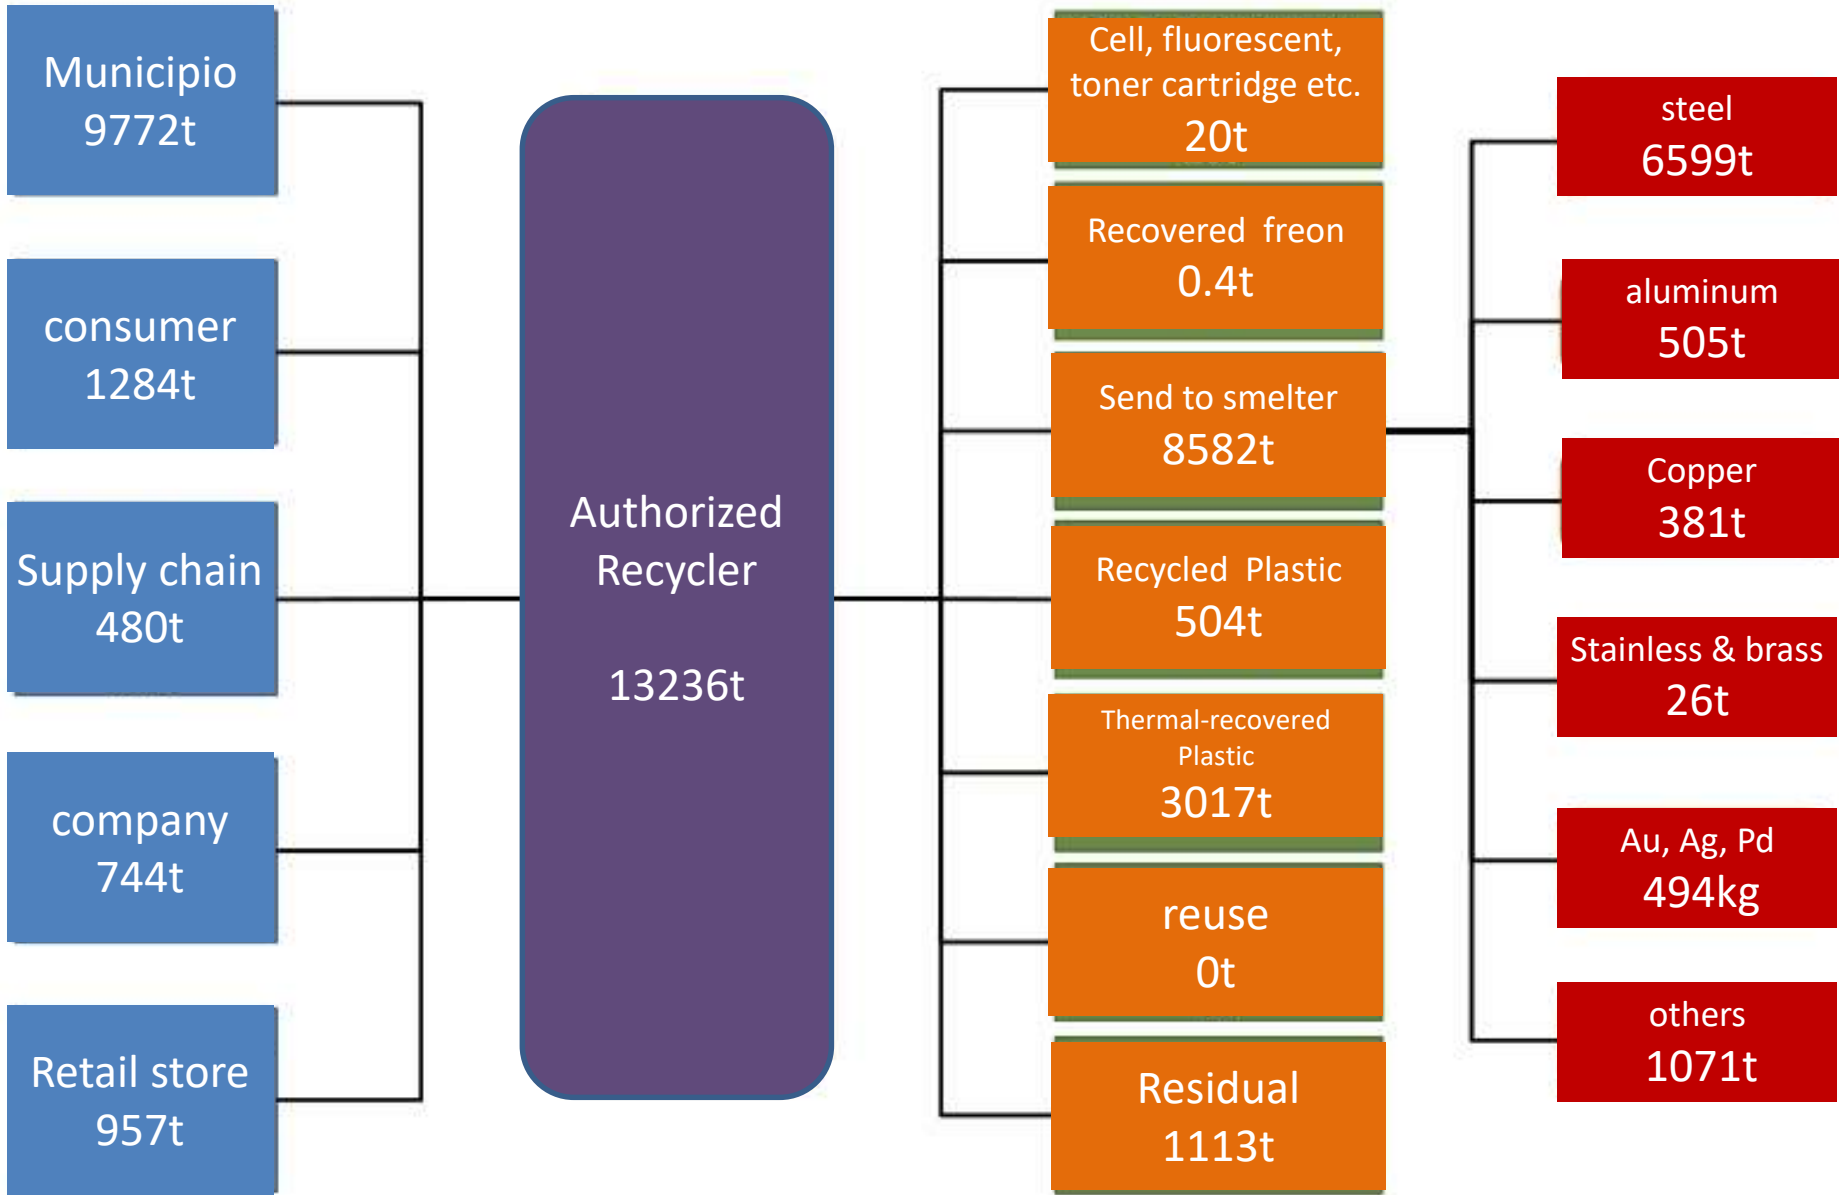 Municipio
9772t
consumer
1284t
Supply chain
480t
company
744t
Retail store
957t
Authorized
Recycler
13236t
Cell, fluorescent,
toner cartridge etc.
20t
Recovered  freon
0.4t
Send to smelter
8582t
Recycled  Plastic
504t
Thermal-recovered
Plastic
3017t
reuse
0t
Residual
1113t
steel
6599t
aluminum
505t
Copper
381t
Stainless & brass
26t
Au, Ag, Pd
494kg
others
1071t